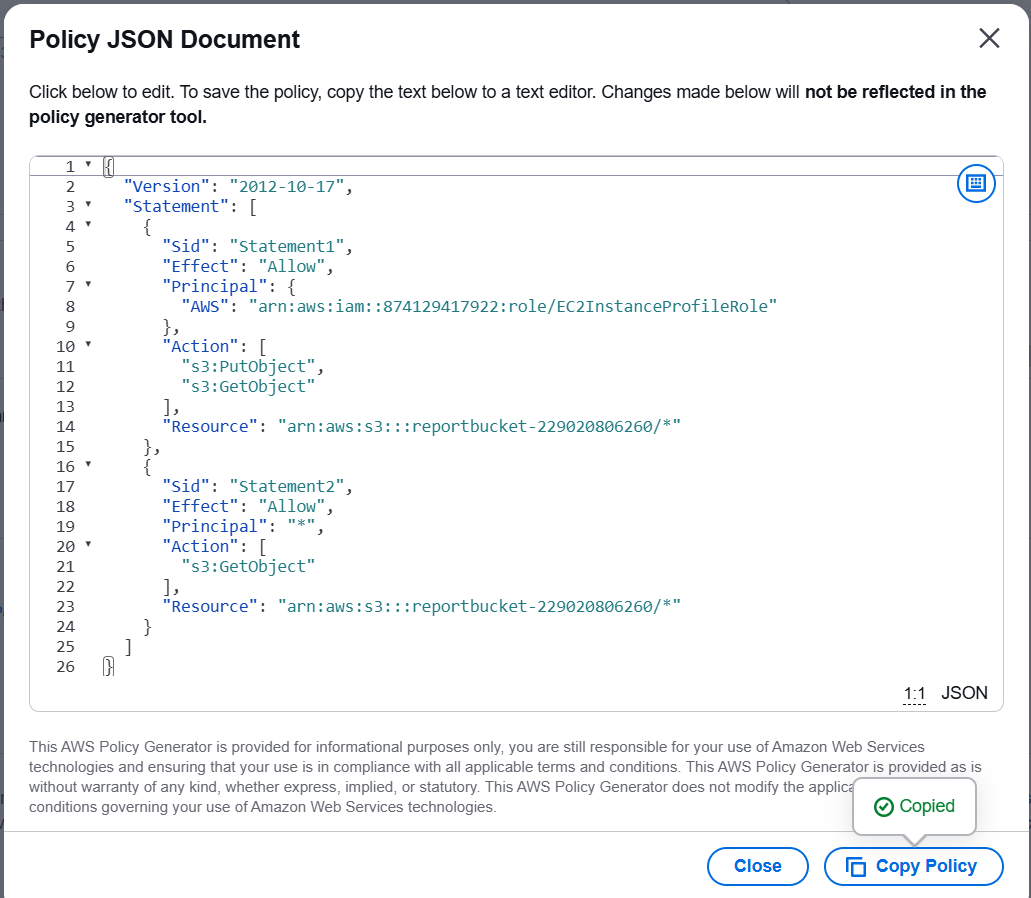 Policy JSON Document
Click below to edit. To save the policy, copy the text below to a text editor. Changes made below will not be reflected in the
policy generator tool.
1 {
2 "Version": "2012-10-17",
3 "Statement": [
4 {
5 "Sid": "Statement1",
6 "Effect": "Allow",
7 "Principal": {
8 "AWS": "arn:aws:iam::874129417922:role/EC2InstanceProfileRole"
9 },
10 "Action": [
11 "s3:PutObject",
12 "s3:GetObject"
13 ],
14 "Resource": "arn:aws:s3:::reportbucket-229020806260/*"
15 },
16 {
17 "Sid": "Statement2",
18 "Effect": "Allow",
19 "Principal": "*",
20 "Action": [
21 "s3:GetObject"
22 ],
23 "Resource": "arn:aws:s3:::reportbucket-229020806260/*"
24 }
25 ]
26 }
1:1 JSON
This AWS Policy Generator is provided for informational purposes only, you are still responsible for your use of Amazon Web Services
technologies and ensuring that your use is in compliance with all applicable terms and conditions. This AWS Policy Generator is provided as is
without warranty of any kind, whether express, implied, or statutory. This AWS Policy Generator does not modify the
conditions governing your use of Amazon Web Services technologies.
Copied
Close
Copy Policy